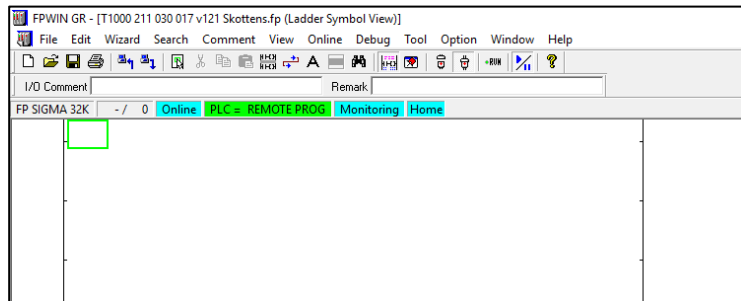 FPWIN GR - [T1000 211 030 017 v121 Skottens.fp (Ladder Symbol View)]
File Edit Wizard Search Comment View Online Debug Tool Option Window Help
A RUN ?
I/O Comment Remark
FP SIGMA 32K - / 0 Online PLC = REMOTE PROG Monitoring Home